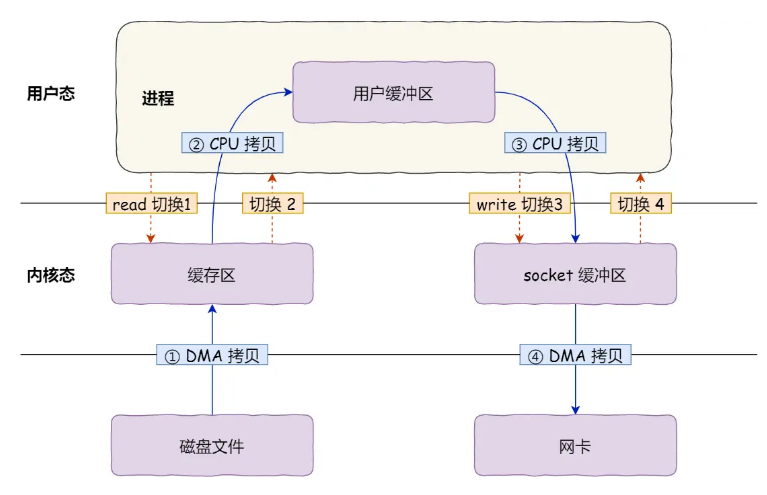 用户态
进程
用户缓冲区
② CPU 拷贝
③ CPU 拷贝
read 切换1
切换 2
write 切换3
切换 4
内核态
缓存区
socket 缓冲区
① DMA 拷贝
④ DMA 拷贝
磁盘文件
网卡